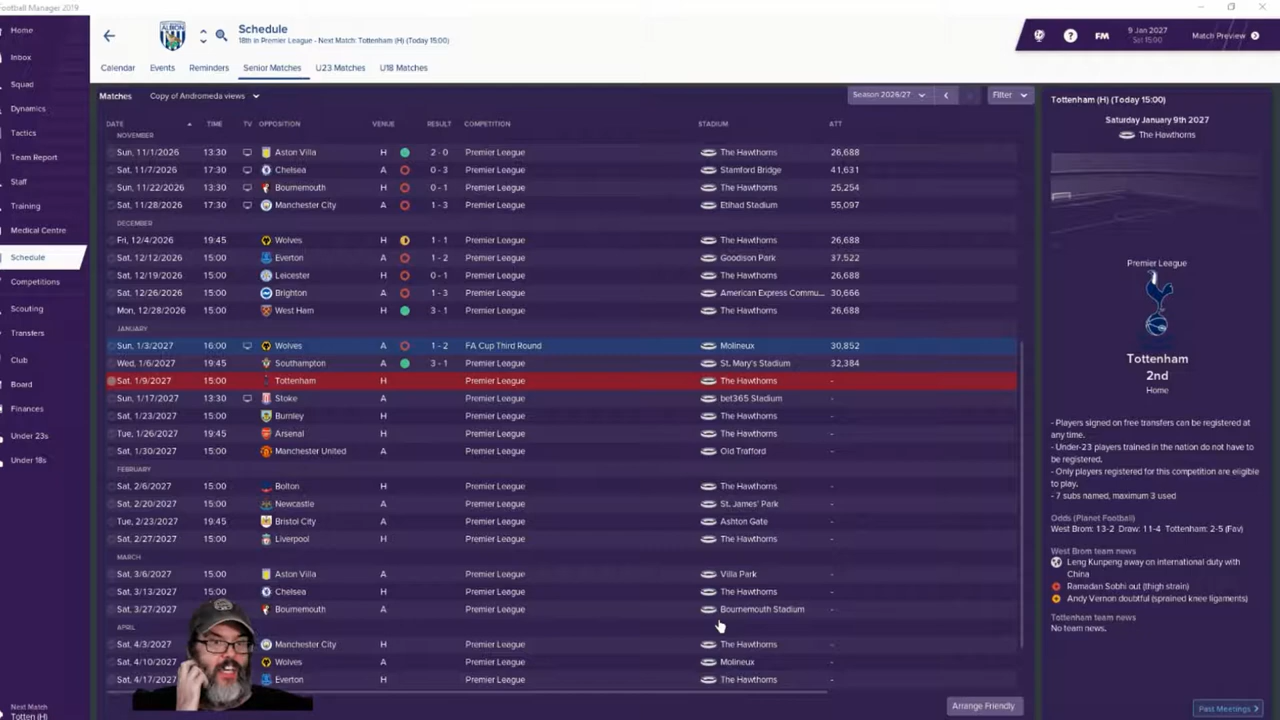 Football Manager 2019
Home
Inbox
Squad
Dynamics
Tactics
Team Report
Staff
Training
Medical Centre
Schedule
Competitions
Scouting
Transfers
Club
Board
Finances
Under 23s
Under 18s
Next Match
Totten (H)
ALBION
Schedule
18th in Premier League - Next Match: Tottenham (H) (Today 15:00)
FM
9 Jan 2027
Sat 15:00
Match Preview
Calendar Events Reminders Senior Matches U23 Matches U18 Matches
Matches Copy of Andromeda views Season 2026/27 Filter
DATE TIME TV OPPOSITION VENUE RESULT COMPETITION STADIUM ATT
NOVEMBER
Sun, 11/1/2026 13:30 Aston Villa H 2 - 0 Premier League The Hawthorns 26,688
Sat, 11/7/2026 17:30 Chelsea A 0 - 3 Premier League Stamford Bridge 41,631
Sun, 11/22/2026 13:30 Bournemouth H 0 - 1 Premier League The Hawthorns 25,254
Sat, 11/28/2026 17:30 Manchester City A 1 - 3 Premier League Etihad Stadium 55,097
DECEMBER
Fri, 12/4/2026 19:45 Wolves H 1 - 1 Premier League The Hawthorns 26,688
Sat, 12/12/2026 15:00 Everton A 1 - 2 Premier League Goodison Park 37,522
Sat, 12/19/2026 15:00 Leicester H 0 - 1 Premier League The Hawthorns 26,688
Sat, 12/26/2026 15:00 Brighton A 1 - 3 Premier League American Express Commu... 30,666
Mon, 12/28/2026 15:00 West Ham H 3 - 1 Premier League The Hawthorns 26,688
JANUARY
Sun, 1/3/2027 16:00 Wolves A 1 - 2 FA Cup Third Round Molineux 30,852
Wed, 1/6/2027 19:45 Southampton A 3 - 1 Premier League St. Mary's Stadium 32,384
Sat, 1/9/2027 15:00 Tottenham H Premier League The Hawthorns -
Sun, 1/17/2027 13:30 Stoke A Premier League bet365 Stadium -
Sat, 1/23/2027 15:00 Burnley H Premier League The Hawthorns -
Tue, 1/26/2027 19:45 Arsenal H Premier League The Hawthorns -
Sat, 1/30/2027 15:00 Manchester United A Premier League Old Trafford -
FEBRUARY
Sat, 2/6/2027 15:00 Bolton H Premier League The Hawthorns -
Sat, 2/20/2027 15:00 Newcastle A Premier League St. James' Park -
Tue, 2/23/2027 19:45 Bristol City A Premier League Ashton Gate -
Sat, 2/27/2027 15:00 Liverpool H Premier League The Hawthorns -
MARCH
Sat, 3/6/2027 15:00 Aston Villa A Premier League Villa Park -
Sat, 3/13/2027 15:00 Chelsea H Premier League The Hawthorns -
Sat, 3/27/2027 Bournemouth A Premier League Bournemouth Stadium -
APRIL
Sat, 4/3/2027 Manchester City H Premier League The Hawthorns -
Sat, 4/10/2027 Wolves A Premier League Molineux -
Sat, 4/17/2027 Everton H Premier League The Hawthorns -
Arrange Friendly
Tottenham (H) (Today 15:00)
Saturday January 9th 2027
The Hawthorns
Premier League
Tottenham
2nd
Home
- Players signed on free transfers can be registered at
any time.
- Under-23 players trained in the nation do not have to
be registered.
- Only players registered for this competition are eligible
to play.
- 7 subs named, maximum 3 used
Odds (Planet Football)
West Brom: 13-2 Draw: 11-4 Tottenham: 2-5 (Fav)
West Brom team news
Leng Kunpeng away on international duty with
China
Ramadan Sobhi out (thigh strain)
Andy Vernon doubtful (sprained knee ligaments)
Tottenham team news
No team news.
Past Meetings